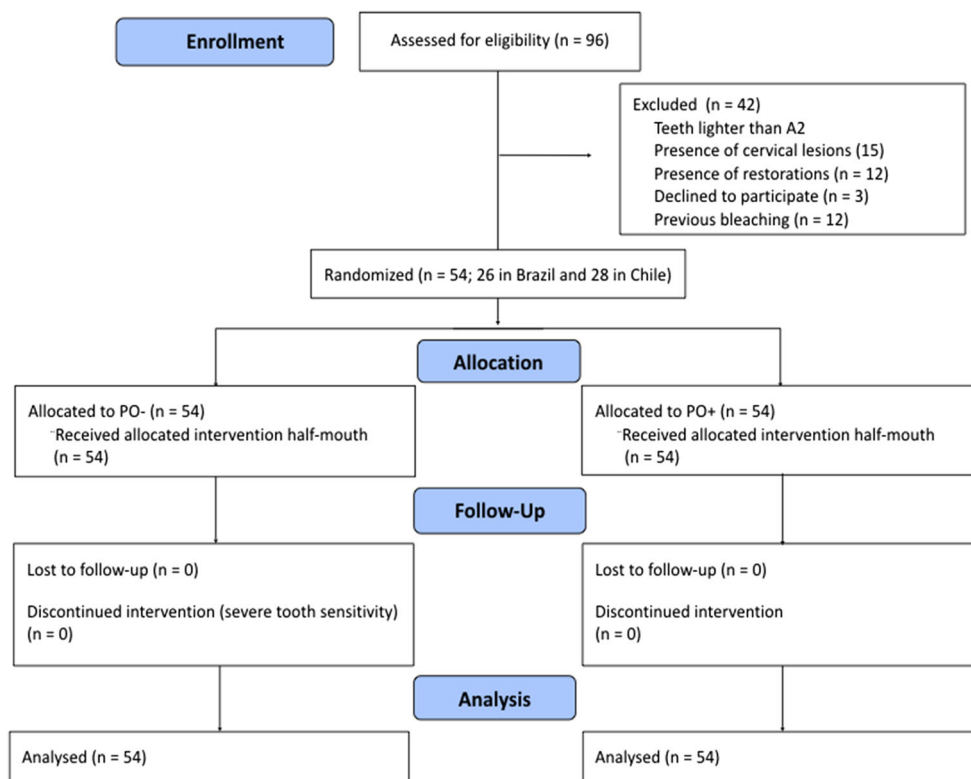 Enrollment
Assessed for eligibility (n = 96)
Excluded (n = 42)
Teeth lighter than A2
Presence of cervical lesions (15)
Presence of restorations (n = 12)
Declined to participate (n = 3)
Previous bleaching (n = 12)
Randomized (n = 54; 26 in Brazil and 28 in Chile)
Allocation
Allocated to PO- (n = 54)
¨Received allocated intervention half-mouth
(n = 54)
Allocated to PO+ (n = 54)
¨Received allocated intervention half-mouth
(n = 54)
Follow-Up
Lost to follow-up (n = 0)
Discontinued intervention (severe tooth sensitivity)
(n = 0)
Lost to follow-up (n = 0)
Discontinued intervention
(n = 0)
Analysis
Analysed (n = 54)
Analysed (n = 54)